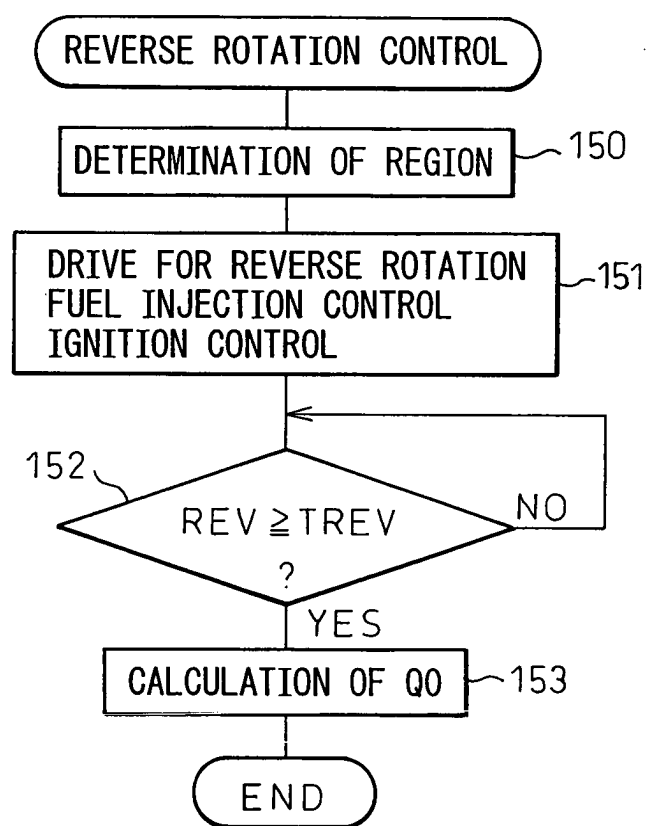 REVERSE ROTATION CONTROL
DETERMINATION OF REGION
150
DRIVE FOR REVERSE ROTATION
FUEL INJECTION CONTROL
IGNITION CONTROL
151
152
REV ≧ TREV
?
NO
YES
CALCULATION OF Q0
153
END